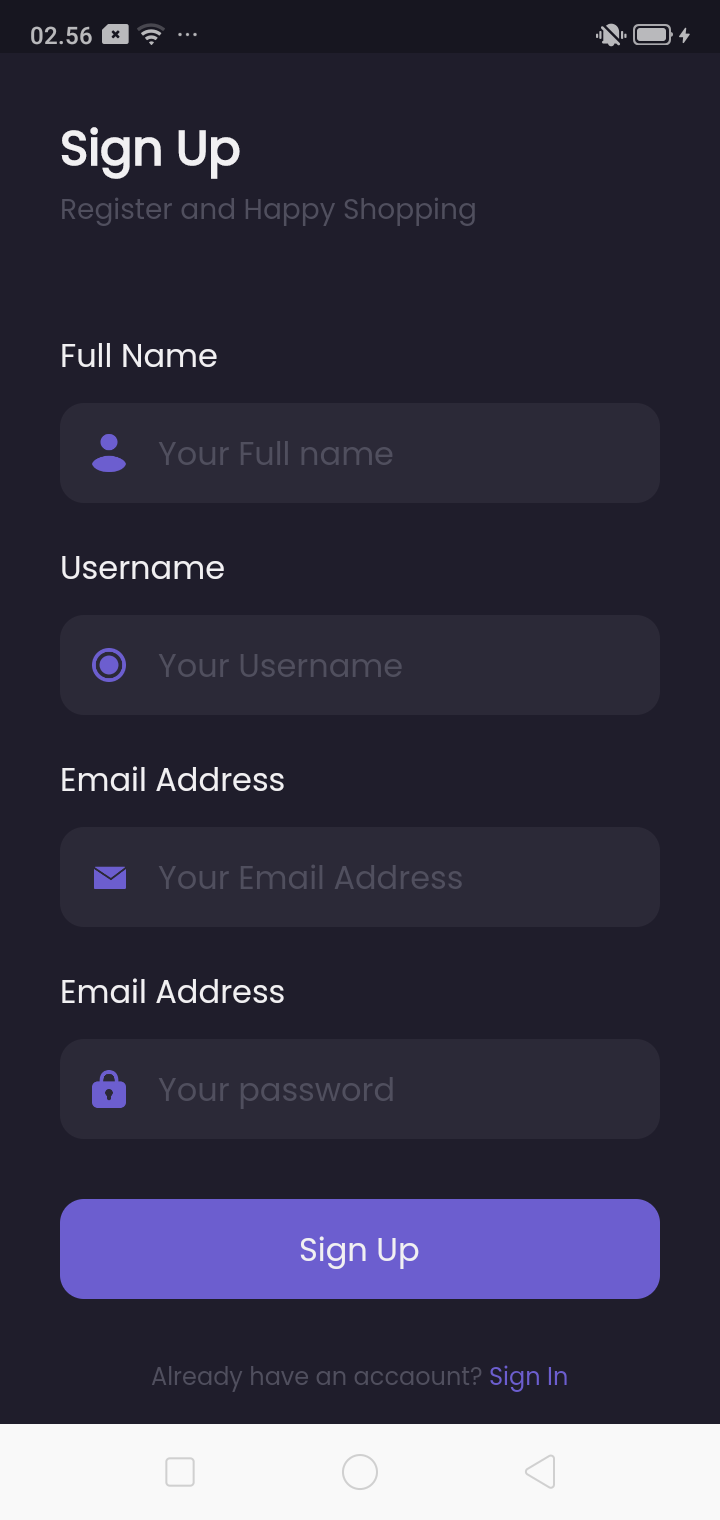 02.56
Sign Up
Register and Happy Shopping
Full Name
Your Full name
Username
Your Username
Email Address
Your Email Address
Email Address
Your password
Sign Up
Already have an accaount? Sign In